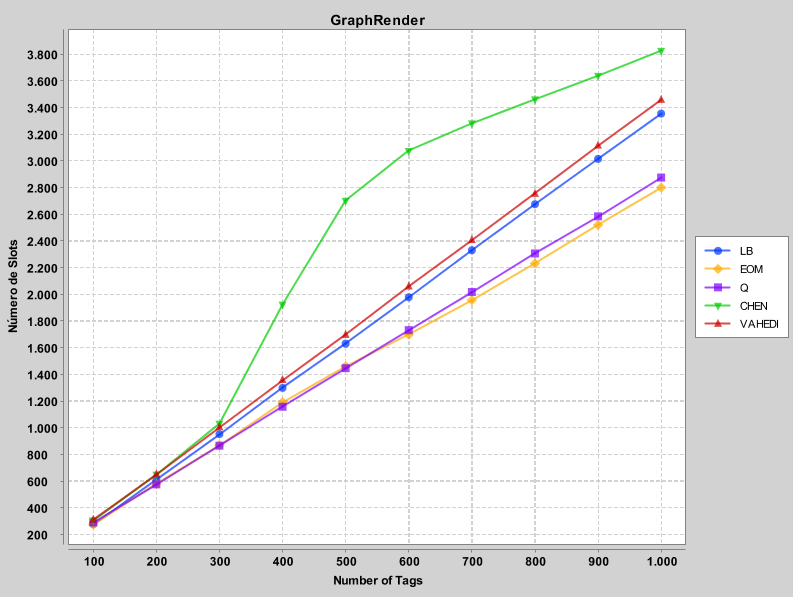 GraphRender
3.800
3.600
3.400
3.200
3.000
2.800
2.600
2.400
2.200
2.000
1.800
1.600
1.400
1.200
1.000
800
600
400
200
Número de Slots
100 200 300 400 500 600 700 800 900 1.000
Number of Tags
LB
EOM
Q
CHEN
VAHEDI